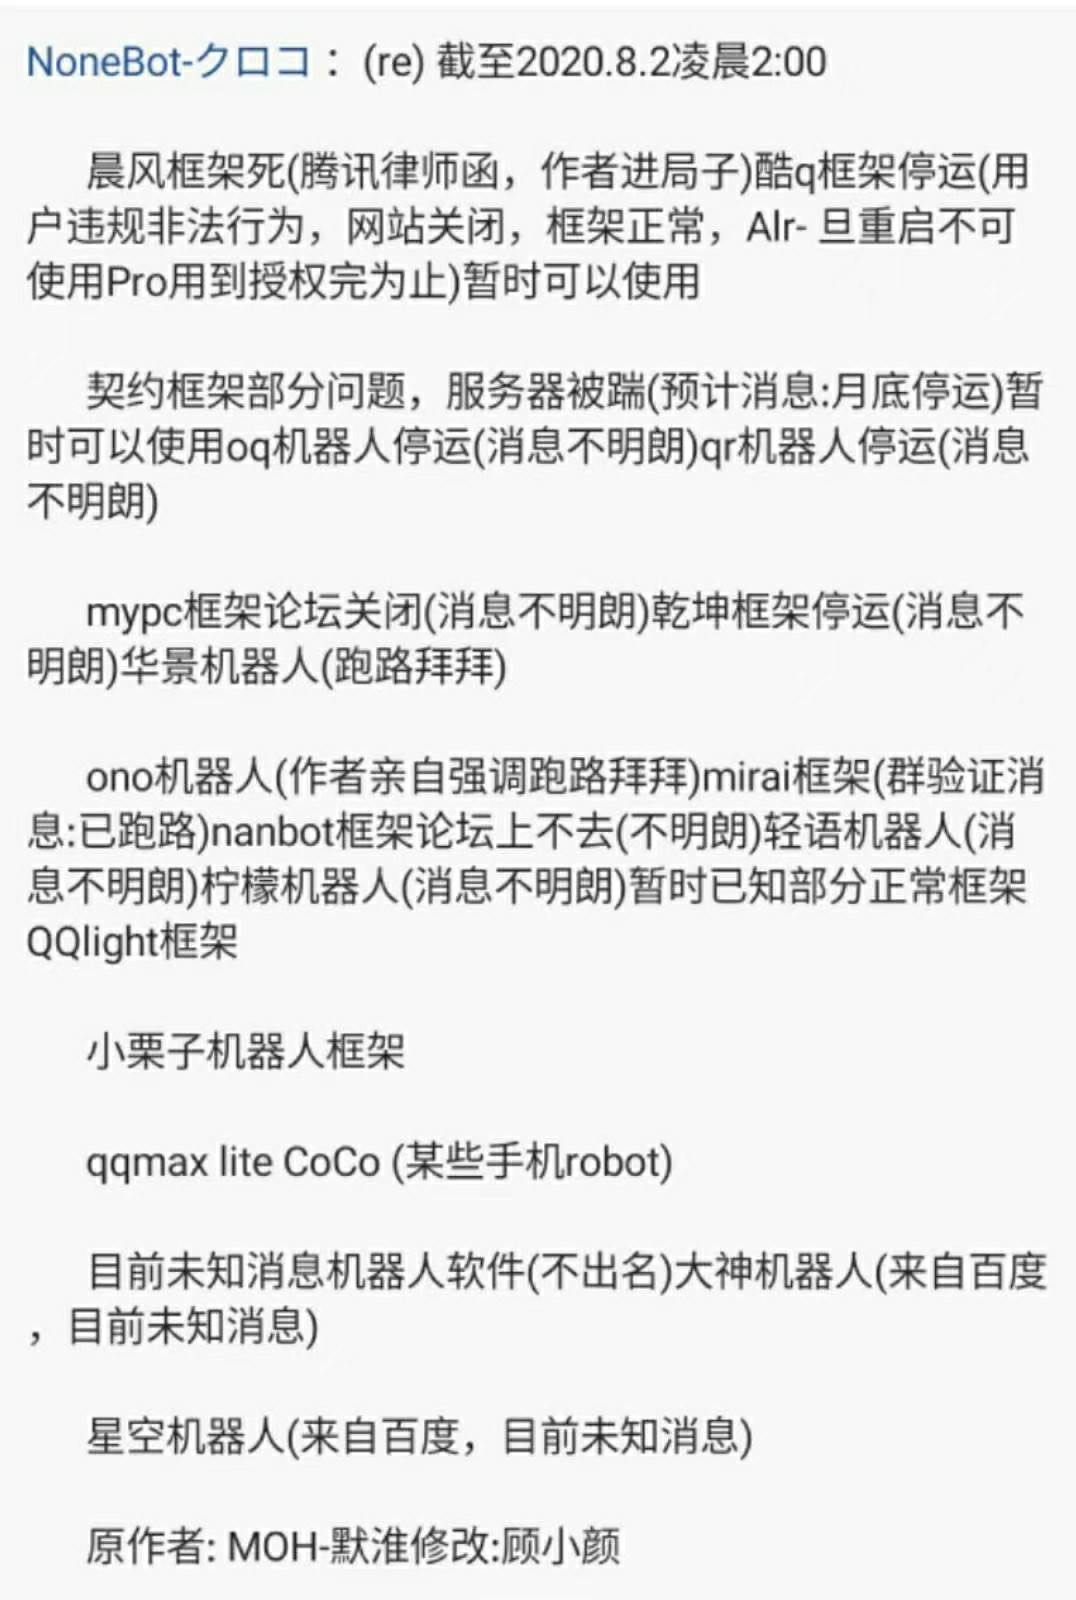 NoneBot-クロコ：(re) 截至2020.8.2凌晨2:00
晨风框架死(腾讯律师函，作者进局子)酷q框架停运(用
户违规非法行为，网站关闭，框架正常，Alr- 旦重启不可
使用Pro用到授权完为止)暂时可以使用
契约框架部分问题，服务器被踹(预计消息:月底停运)暂
时可以使用oq机器人停运(消息不明朗)qr机器人停运(消息
不明朗)
mypc框架论坛关闭(消息不明朗)乾坤框架停运(消息不
明朗)华景机器人(跑路拜拜)
ono机器人(作者亲自强调跑路拜拜)mirai框架(群验证消
息:已跑路)nanbot框架论坛上不去(不明朗)轻语机器人(消
息不明朗)柠檬机器人(消息不明朗)暂时已知部分正常框架
QQlight框架
小栗子机器人框架
qqmax lite CoCo (某些手机robot)
目前未知消息机器人软件(不出名)大神机器人(来自百度
，目前未知消息)
星空机器人(来自百度，目前未知消息)
原作者: MOH-默淮修改:顾小颜